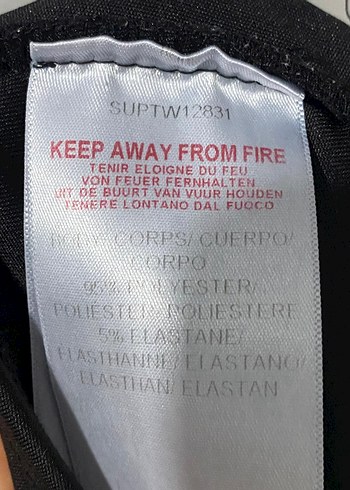 SUPTW12831
KEEP AWAY FROM FIRE
TENIR ELOIGNE DU FEU
VON FEUER FERNHALTEN
UIT DE BUURT VAN VUUR HOUDEN
TENERE LONTANO DAL FUOCO
BODY/ CORPS/ CUERPO/
CORPO
95% POLYESTER/
POLIESTER/ POLIESTERE
5% ELASTANE/
ELASTHANNE/ ELASTANO/
ELASTHAN/ ELASTAN